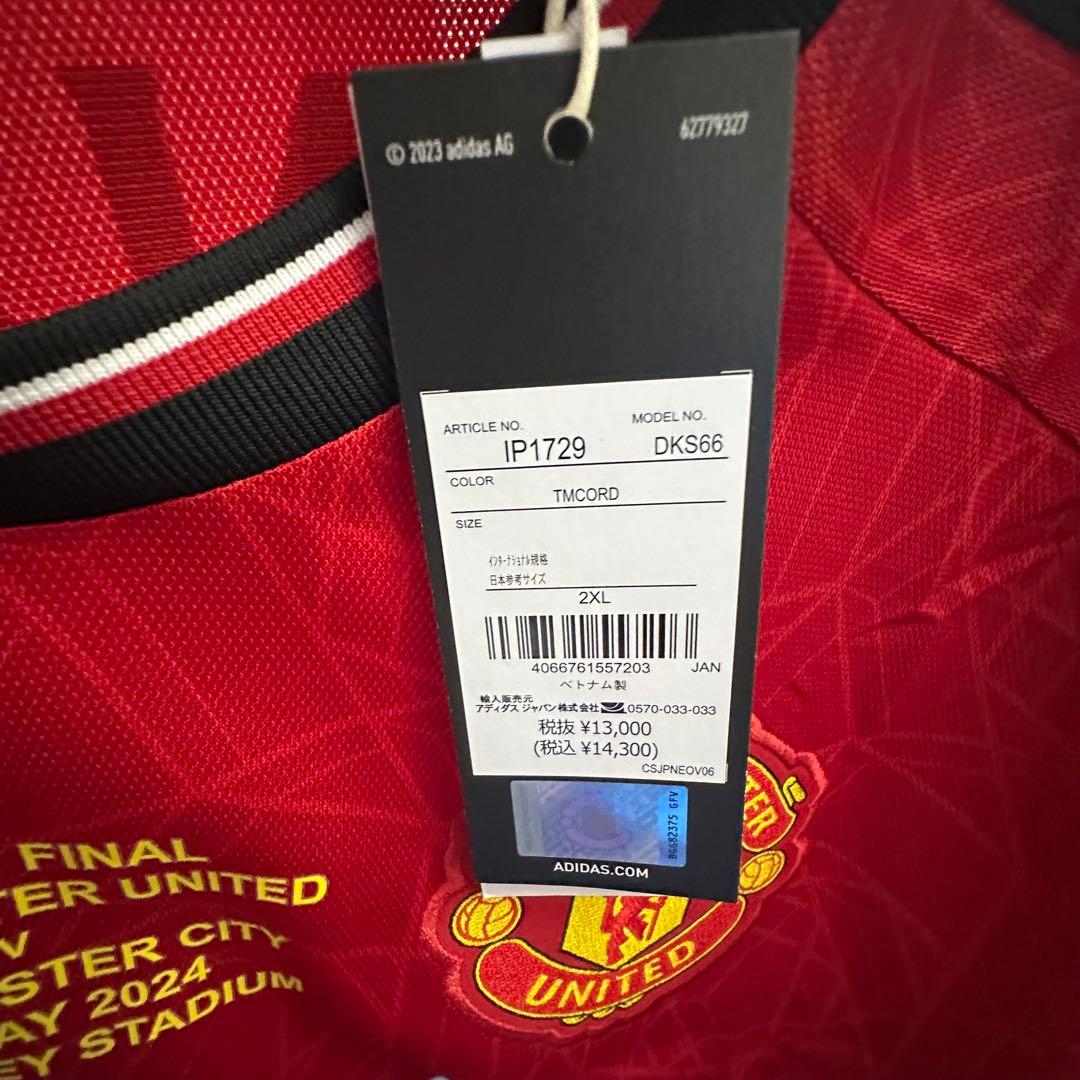 © 2023 adidas AG
62779327
ARTICLE NO.
MODEL NO.
IP1729
DKS66
COLOR
TMCORD
SIZE
インターナショナル規格
日本参考サイズ
2XL
4066761557203
JAN
ベトナム製
輸入販売元
アディダス ジャパン株式会社 0570-033-033
税抜 ¥13,000
(税込 ¥14,300)
CSJPNEOV06
BGG82375 GFV
ADIDAS.COM
FINAL
TER UNITED
V
STER CITY
AY 2024
EY STADIUM
TER
UNITED